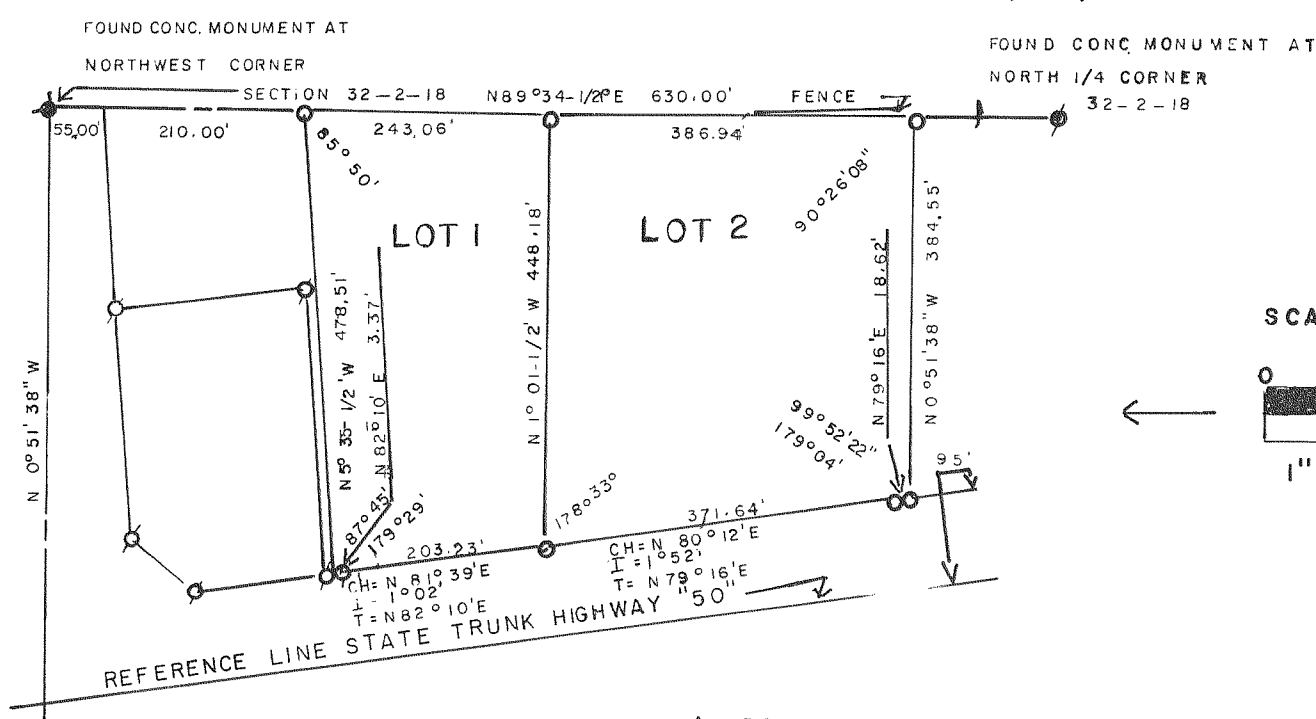 FOUND CONC. MONUMENT AT
NORTHWEST CORNER
FOUND CONC. MONUMENT AT
NORTH 1/4 CORNER
32-2-18
SECTION 32-2-18 N89°34-1/2'E 630.00' FENCE
55.00' 210.00' 243.06' 386.94'
85°50'
90°26'08"
LOT 1
LOT 2
N 0°51'38" W
N5°35-1/2'W 478.51'
N 82°10' E 3.37'
N 1°01-1/2' W 448.18'
N 79°16'E 18.62'
N0°51'38"W 384.55'
99°52'22"
179°04'
87°45'
179°29'
178°33'
95'
203.23'
CH= N 81°39'E
I = 1°02'
T= N82°10'E
371.64'
CH= N 80°12'E
I = 1°52'
T= N79°16'E
REFERENCE LINE STATE TRUNK HIGHWAY "50"
SCA
0
1"